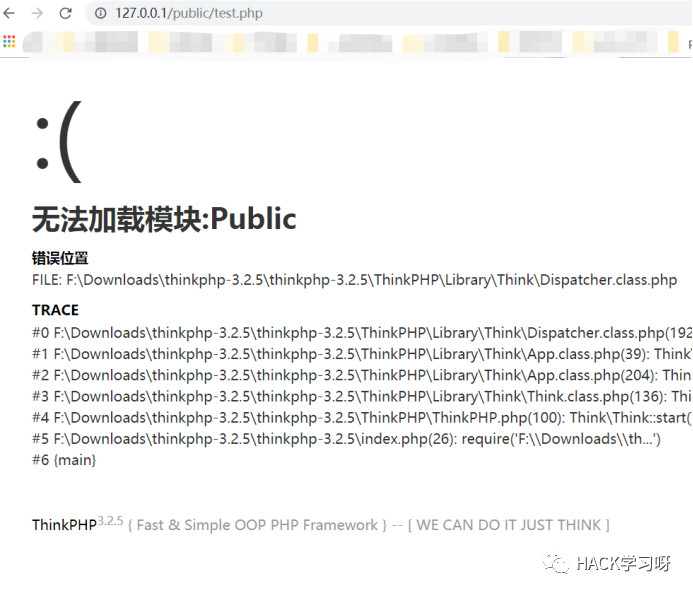 127.0.0.1/public/test.php
:(
无法加载模块:Public
错误位置
FILE: F:\Downloads\thinkphp-3.2.5\thinkphp-3.2.5\ThinkPHP\Library\Think\Dispatcher.class.php
TRACE
#0 F:\Downloads\thinkphp-3.2.5\thinkphp-3.2.5\ThinkPHP\Library\Think\Dispatcher.class.php(192
#1 F:\Downloads\thinkphp-3.2.5\thinkphp-3.2.5\ThinkPHP\Library\Think\App.class.php(39): Think\
#2 F:\Downloads\thinkphp-3.2.5\thinkphp-3.2.5\ThinkPHP\Library\Think\App.class.php(204): Thin
#3 F:\Downloads\thinkphp-3.2.5\thinkphp-3.2.5\ThinkPHP\Library\Think\Think.class.php(136): Thi
#4 F:\Downloads\thinkphp-3.2.5\thinkphp-3.2.5\ThinkPHP\ThinkPHP.php(100): Think\Think::start()
#5 F:\Downloads\thinkphp-3.2.5\thinkphp-3.2.5\index.php(26): require('F:\\Downloads\\th...')
#6 {main}
ThinkPHP3.2.5 { Fast & Simple OOP PHP Framework } -- [ WE CAN DO IT JUST THINK ]
HACK学习呀